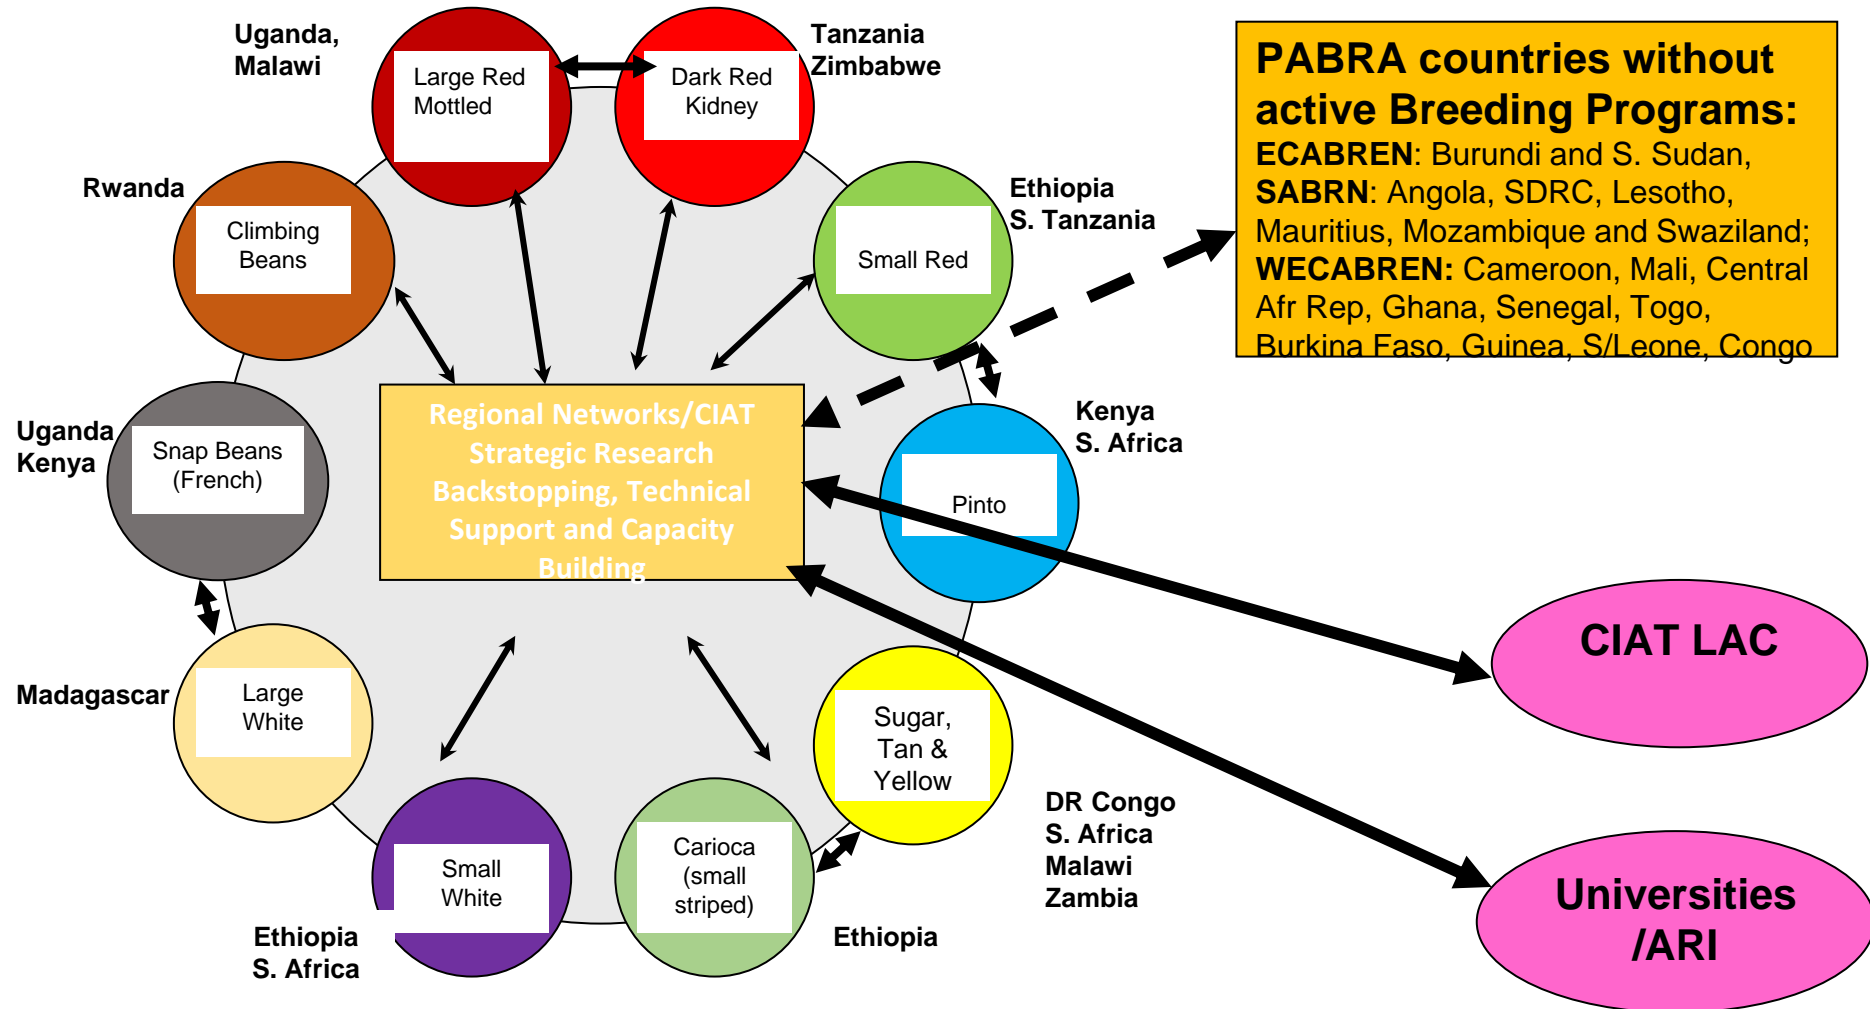 Uganda,
Malawi
Large Red
Mottled
Dark Red
Kidney
Tanzania
Zimbabwe
PABRA countries without
active Breeding Programs:
ECABREN: Burundi and S. Sudan,
SABRN: Angola, SDRC, Lesotho,
Mauritius, Mozambique and Swaziland;
WECABREN: Cameroon, Mali, Central
Afr Rep, Ghana, Senegal, Togo,
Burkina Faso, Guinea, S/Leone, Congo
Rwanda
Climbing
Beans
Small Red
Ethiopia
S. Tanzania
Uganda
Kenya
Snap Beans
(French)
Regional Networks/CIAT
Strategic Research
Backstopping, Technical
Support and Capacity
Building
Pinto
Kenya
S. Africa
Madagascar
Large
White
Sugar,
Tan &
Yellow
CIAT LAC
DR Congo
S. Africa
Malawi
Zambia
Small
White
Ethiopia
S. Africa
Carioca
(small
striped)
Ethiopia
Universities
/ARI